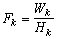 F_k = W_k / H_k